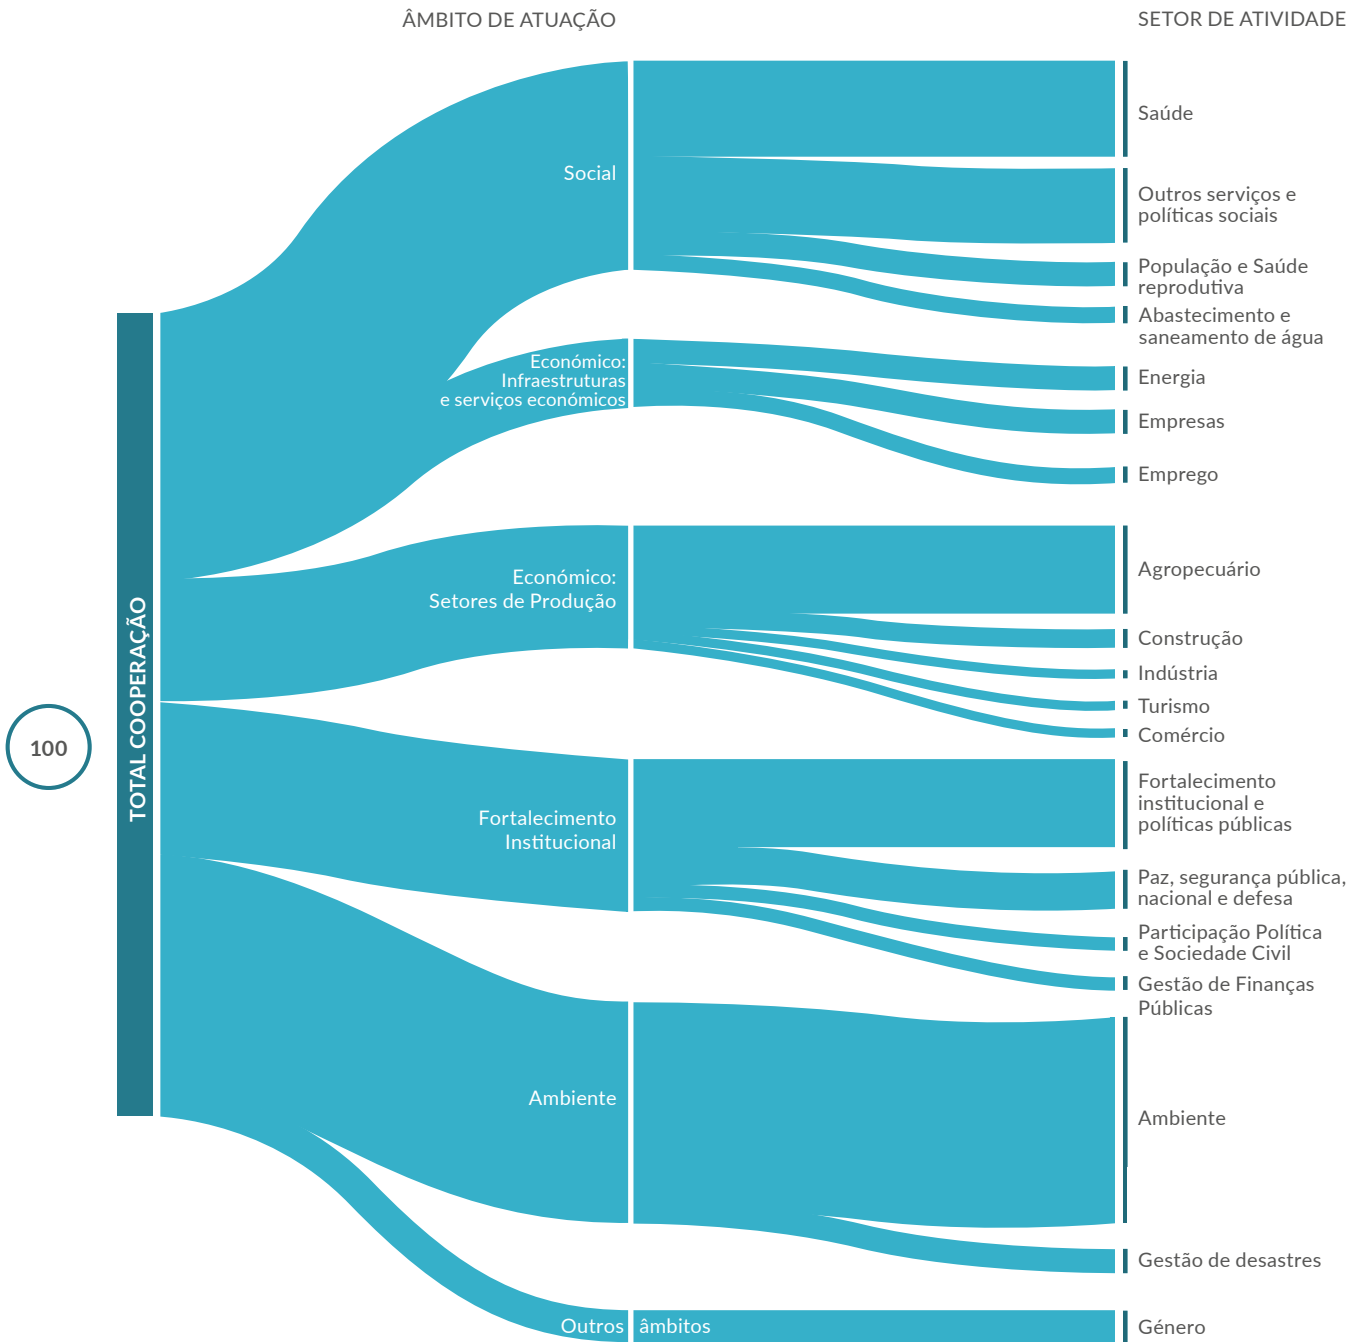 ÂMBITO DE ATUAÇÃO
SETOR DE ATIVIDADE
100
TOTAL COOPERAÇÃO
Social
Saúde
Outros serviços e
políticas sociais
População e Saúde
reprodutiva
Abastecimento e
saneamento de água
Económico:
Infraestruturas
e serviços económicos
Energia
Empresas
Emprego
Económico:
Setores de Produção
Agropecuário
Construção
Indústria
Turismo
Comércio
Fortalecimento
Institucional
Fortalecimento
institucional e
políticas públicas
Paz, segurança pública,
nacional e defesa
Participação Política
e Sociedade Civil
Gestão de Finanças
Públicas
Ambiente
Ambiente
Gestão de desastres
Outros âmbitos
Género